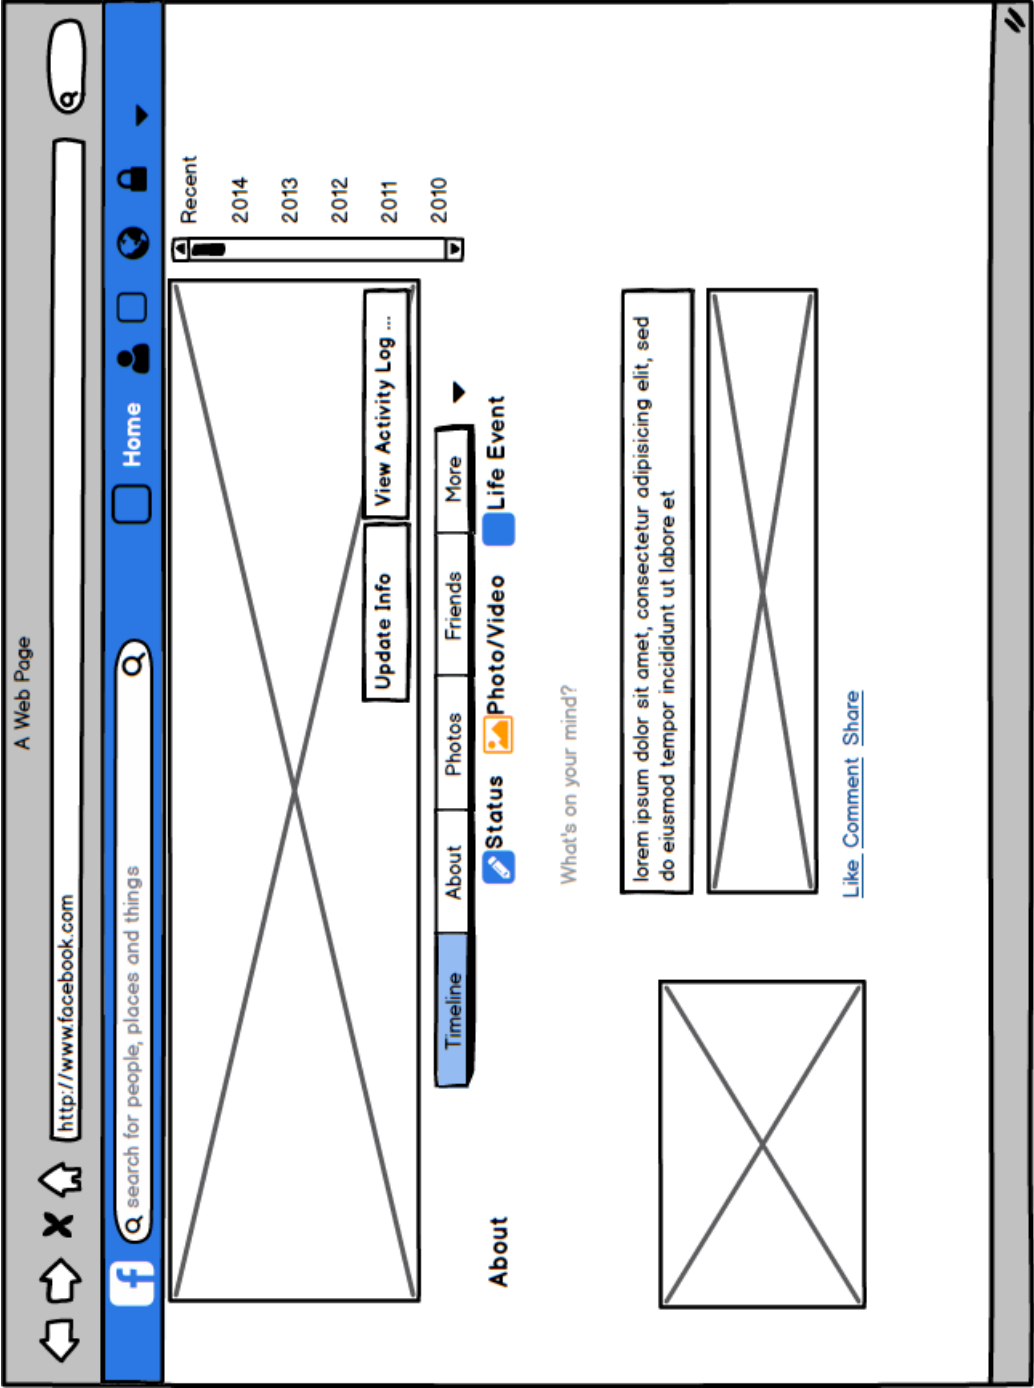 A Web Page
http://www.facebook.com
f
search for people, places and things
Home
Recent
2014
2013
2012
2011
2010
Update Info
View Activity Log ...
Timeline
About
Photos
Friends
More
About
Status
Photo/Video
Life Event
What's on your mind?
lorem ipsum dolor sit amet, consectetur adipisicing elit, sed
do eiusmod tempor incididunt ut labore et
Like Comment Share